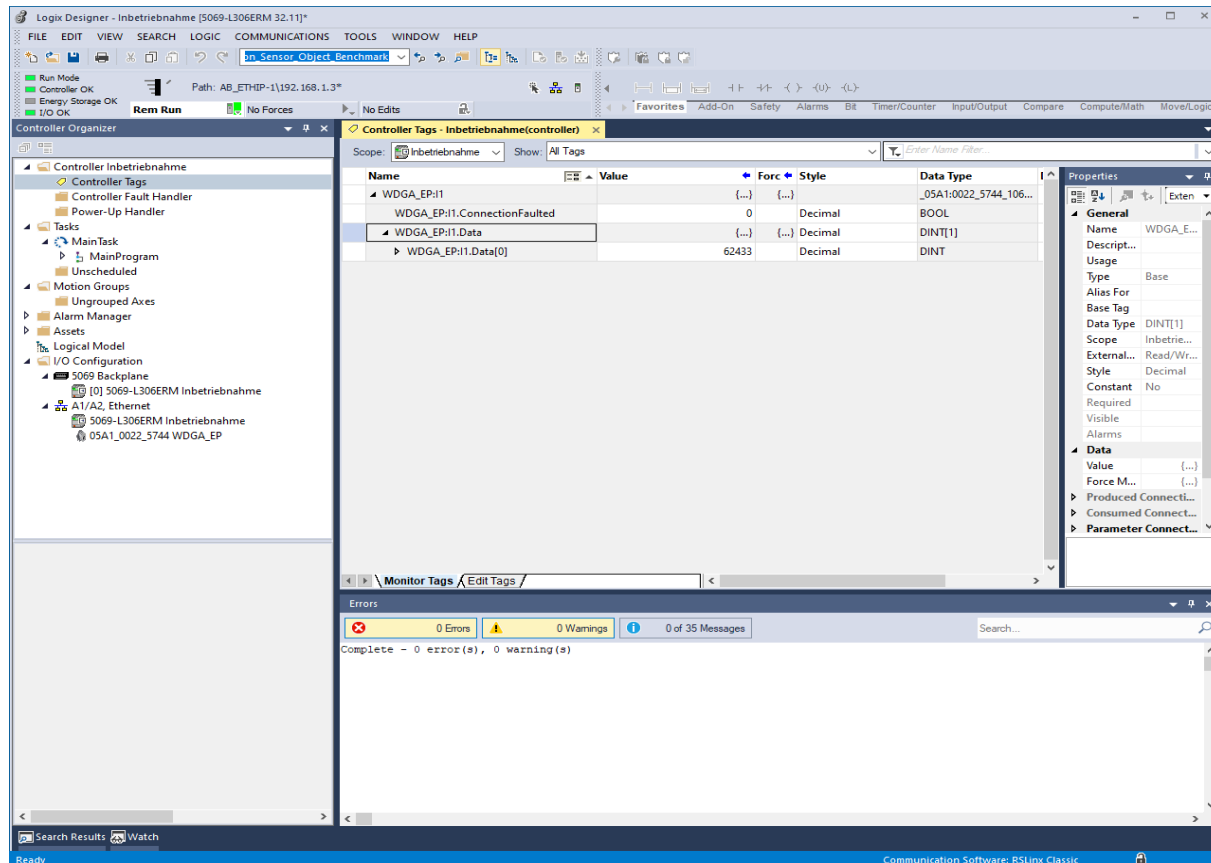 Logix Designer - Inbetriebnahme [5069-L306ERM 32.11]*
FILE EDIT VIEW SEARCH LOGIC COMMUNICATIONS TOOLS WINDOW HELP
on_Sensor_Object_Benchmark
Run Mode
Controller OK
Energy Storage OK
I/O OK
Path: AB_ETHIP-1\192.168.1.3*
Rem Run No Forces No Edits
Favorites Add-On Safety Alarms Bit Timer/Counter Input/Output Compare Compute/Math Move/Logic
Controller Organizer
Controller Inbetriebnahme
Controller Tags
Controller Fault Handler
Power-Up Handler
Tasks
MainTask
MainProgram
Unscheduled
Motion Groups
Ungrouped Axes
Alarm Manager
Assets
Logical Model
I/O Configuration
5069 Backplane
[0] 5069-L306ERM Inbetriebnahme
A1/A2, Ethernet
5069-L306ERM Inbetriebnahme
05A1_0022_5744 WDGA_EP
Controller Tags - Inbetriebnahme(controller)
Scope: Inbetriebnahme Show: All Tags Enter Name Filter...
Name Value Forc Style Data Type
WDGA_EP:I1 {...} {...} _05A1:0022_5744_106...
WDGA_EP:I1.ConnectionFaulted 0 Decimal BOOL
WDGA_EP:I1.Data {...} {...} Decimal DINT[1]
WDGA_EP:I1.Data[0] 62433 Decimal DINT
Monitor Tags Edit Tags
Properties
Exten
General
Name WDGA_E...
Descript...
Usage
Type Base
Alias For
Base Tag
Data Type DINT[1]
Scope Inbetrie...
External... Read/Wr...
Style Decimal
Constant No
Required
Visible
Alarms
Data
Value {...}
Force M... {...}
Produced Connecti...
Consumed Connect...
Parameter Connect...
Errors
0 Errors 0 Warnings 0 of 35 Messages Search...
Complete - 0 error(s), 0 warning(s)
Search Results Watch
Ready Communication Software: RSLinx Classic